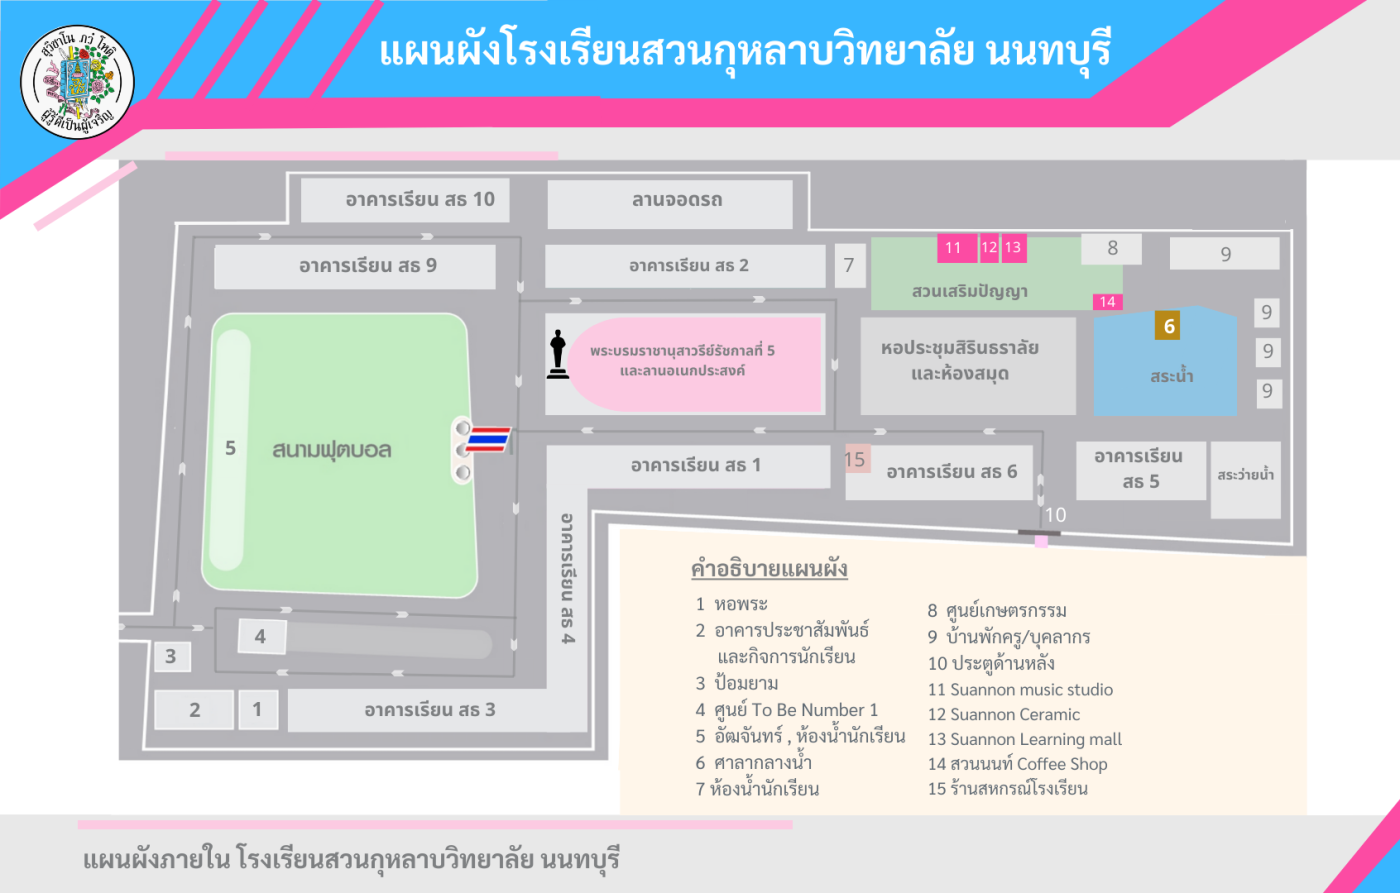 สุวิชาโน ภวํ โหติ
ผู้รู้ดีเป็นผู้เจริญ
แผนผังโรงเรียนสวนกุหลาบวิทยาลัย นนทบุรี
อาคารเรียน สธ 10
ลานจอดรถ
อาคารเรียน สธ 9
อาคารเรียน สธ 2
7
11
12
13
8
9
สวนเสริมปัญญา
14
6
9
9
9
พระบรมราชานุสาวรีย์รัชกาลที่ 5
และลานอเนกประสงค์
หอประชุมสิรินธราลัย
และห้องสมุด
สระน้ำ
5
สนามฟุตบอล
อาคารเรียน สธ 1
15
อาคารเรียน สธ 6
อาคารเรียน
สธ 5
สระว่ายน้ำ
10
อาคารเรียน สธ 4
4
3
2
1
อาคารเรียน สธ 3
คำอธิบายแผนผัง
1 หอพระ
2 อาคารประชาสัมพันธ์
และกิจการนักเรียน
3 ป้อมยาม
4 ศูนย์ To Be Number 1
5 อัฒจันทร์ , ห้องน้ำนักเรียน
6 ศาลากลางน้ำ
7 ห้องน้ำนักเรียน
8 ศูนย์เกษตรกรรม
9 บ้านพักครู/บุคลากร
10 ประตูด้านหลัง
11 Suannon music studio
12 Suannon Ceramic
13 Suannon Learning mall
14 สวนนนท์ Coffee Shop
15 ร้านสหกรณ์โรงเรียน
แผนผังภายใน โรงเรียนสวนกุหลาบวิทยาลัย นนทบุรี